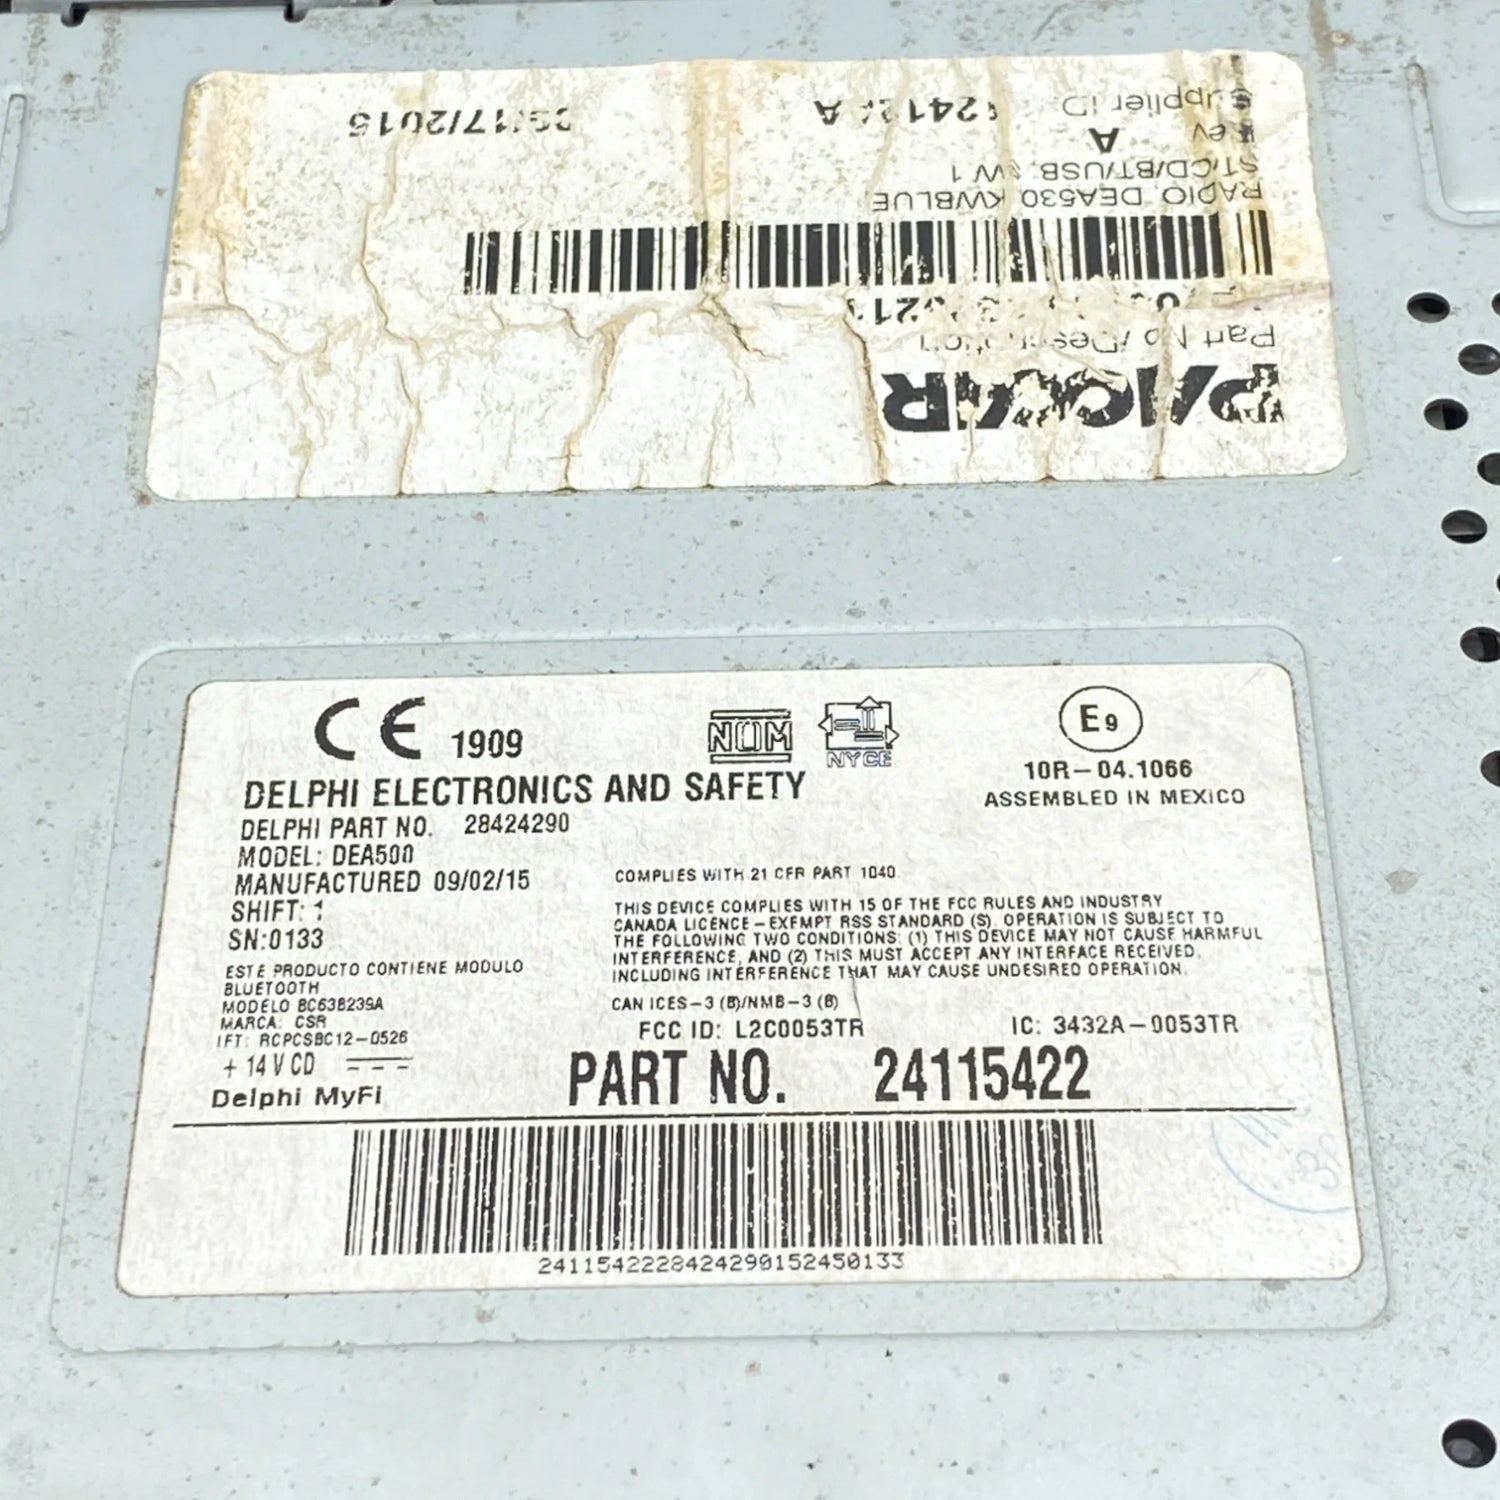 PACCAR
Part No./Description
RADIO, DEA530, KWBLUE,
ST/CD/BT/USB, 
Rev
A
Supplier ID
A
/17/2015
CE 1909
NOM
NYCE
E9
10R-04.1066
ASSEMBLED IN MEXICO
DELPHI ELECTRONICS AND SAFETY
DELPHI PART NO. 28424290
MODEL: DEA500
MANUFACTURED 09/02/15
SHIFT: 1
SN:0133
ESTE PRODUCTO CONTIENE MODULO
BLUETOOTH
MODELO BC63B239A
MARCA: CSR
IFT: RCPCSBC12-0526
+ 14 V CD
Delphi MyFi
COMPLIES WITH 21 CFR PART 1040
THIS DEVICE COMPLIES WITH 15 OF THE FCC RULES AND INDUSTRY
CANADA LICENCE-EXEMPT RSS STANDARD (S). OPERATION IS SUBJECT TO
THE FOLLOWING TWO CONDITIONS: (1) THIS DEVICE MAY NOT CAUSE HARMFUL
INTERFERENCE, AND (2) THIS MUST ACCEPT ANY INTERFACE RECEIVED,
INCLUDING INTERFERENCE THAT MAY CAUSE UNDESIRED OPERATION.
CAN ICES-3 (B)/NMB-3 (B)
FCC ID: L2C0053TR IC: 3432A-0053TR
PART NO. 24115422
2411542228424290152450133